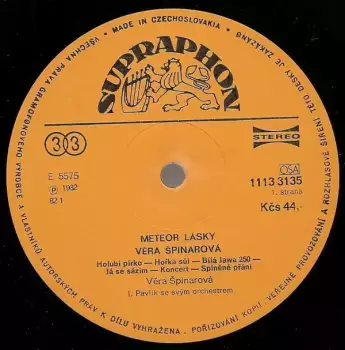 • MADE IN CZECHOSLOVAKIA •
VŠECHNA PRÁVA GRAMOFONOVÉHO VÝROBCE A VLASTNÍKŮ AUTORSKÝCH PRÁV K DÍLU VYHRAŽENA. POŘIZOVÁNÍ KOPIÍ, VEŘEJNÉ PROVOZOVÁNÍ A ROZHLASOVÉ ŠÍŘENÍ TÉTO DESKY JE ZAKÁZÁNO
SUPRAPHON
33
STEREO
E 5575
Ⓟ 1982
82 1
OSA
1113 3135
1. strana
Kčs 44,-
METEOR LÁSKY
VĚRA ŠPINAROVÁ
Holubí pírko — Hořká sůl — Bílá Jawa 250 —
Já se sázím — Koncert — Splněné přání
Věra Špinarová
I. Pavlík se svým orchestrem